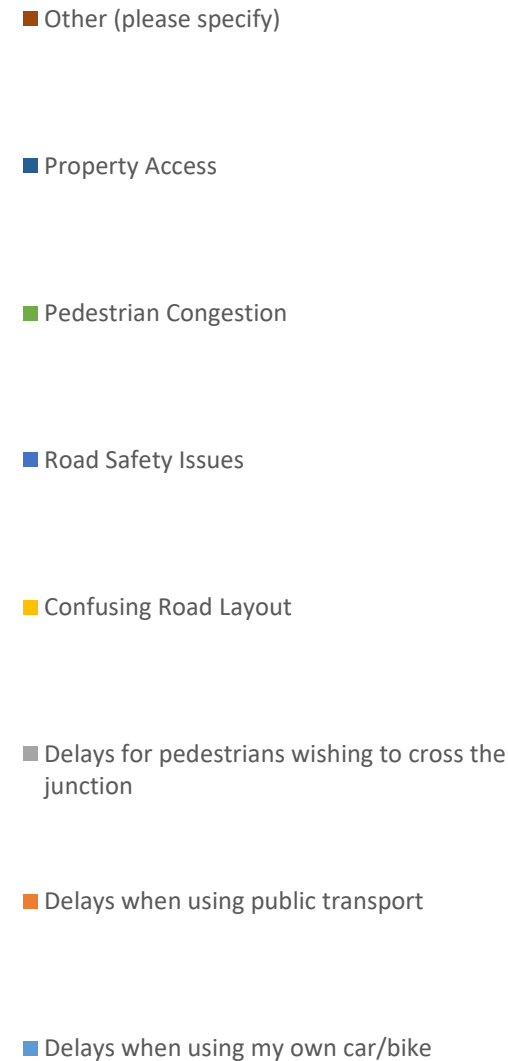 Other (please specify)
Property Access
Pedestrian Congestion
Road Safety Issues
Confusing Road Layout
Delays for pedestrians wishing to cross the
junction
Delays when using public transport
Delays when using my own car/bike